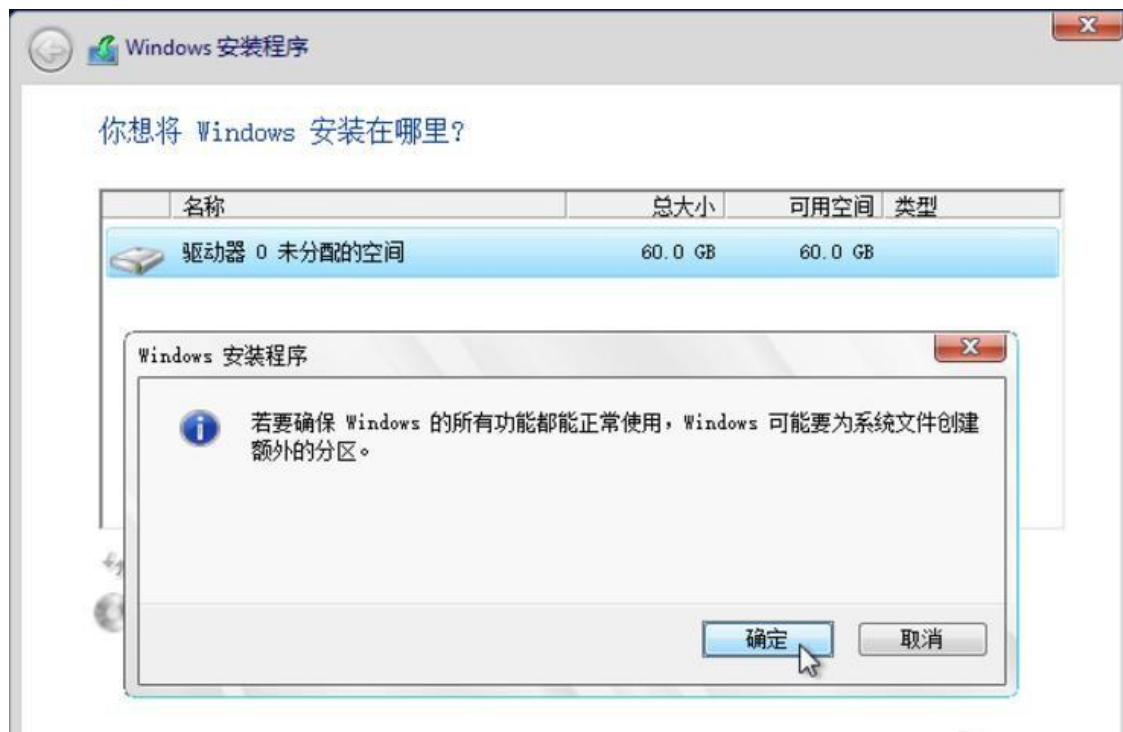 Windows 安装程序
你想将 Windows 安装在哪里?
名称 总大小 可用空间 类型
驱动器 0 未分配的空间 60.0 GB 60.0 GB
Windows 安装程序
若要确保 Windows 的所有功能都能正常使用，Windows 可能要为系统文件创建
额外的分区。
确定 取消